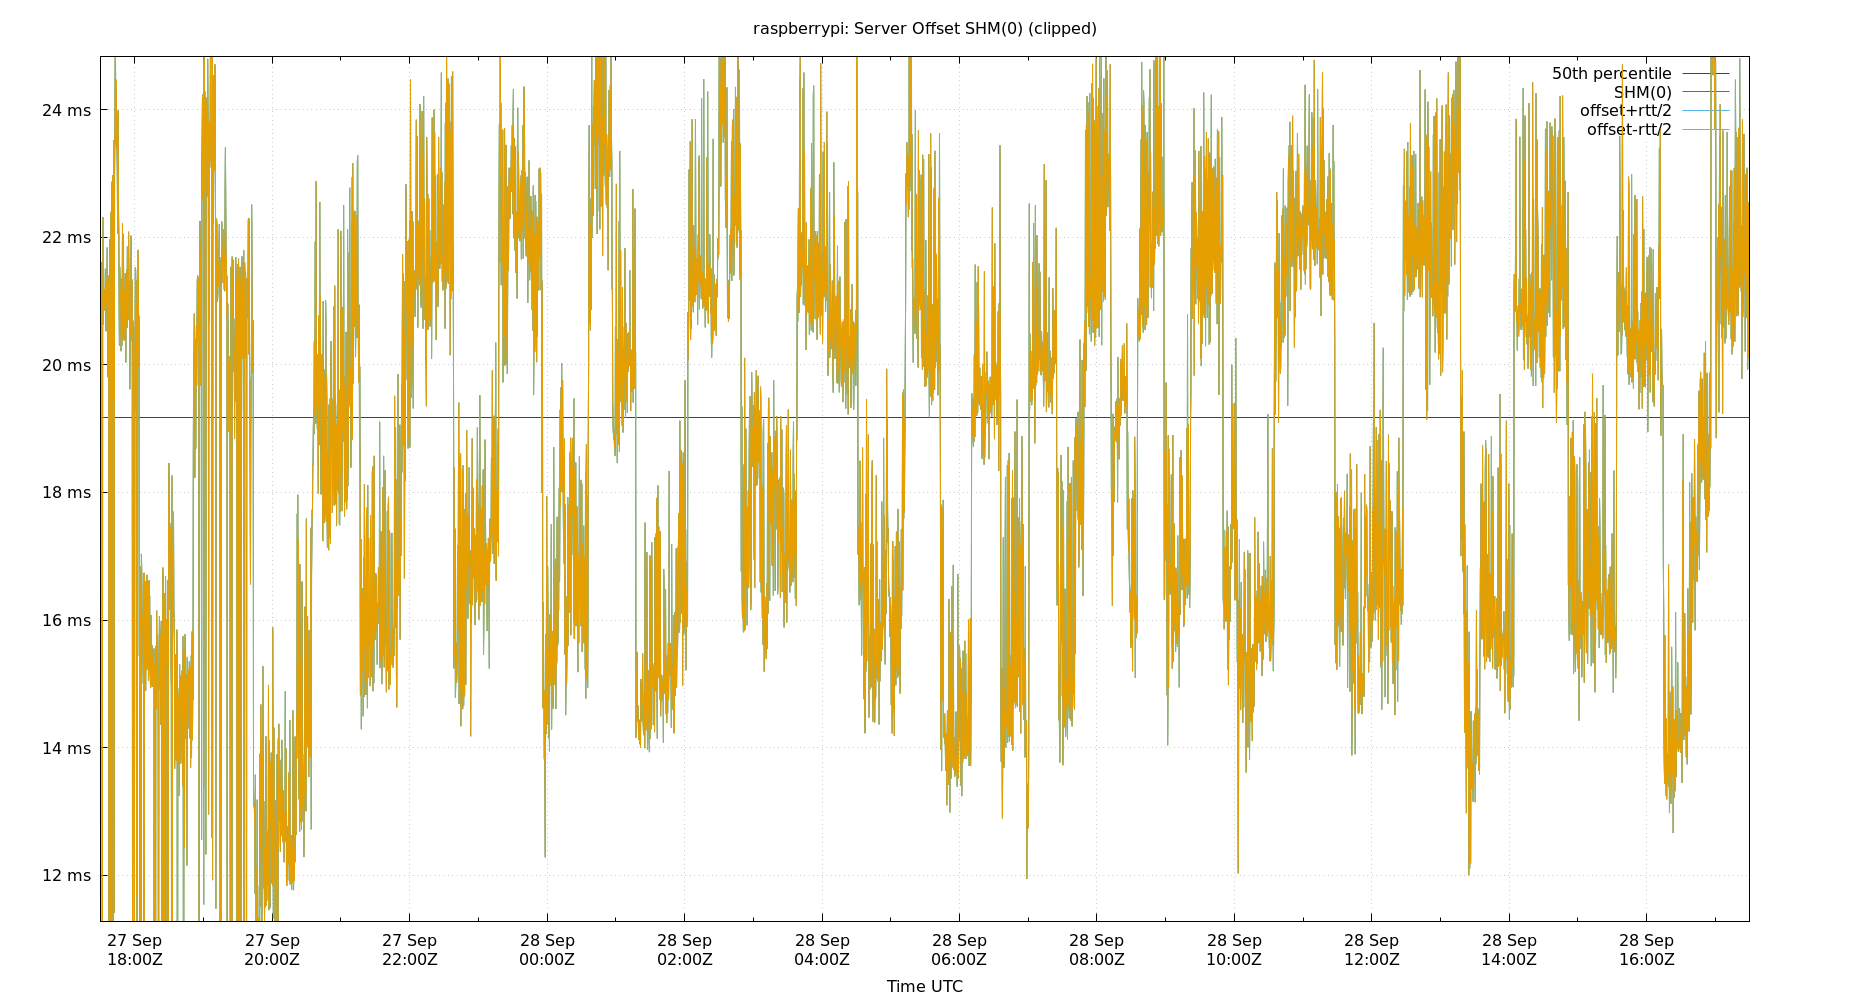 raspberrypi: Server Offset SHM(0) (clipped)
50th percentile
SHM(0)
offset+rtt/2
offset-rtt/2
24 ms
22 ms
20 ms
18 ms
16 ms
14 ms
12 ms
27 Sep 27 Sep 27 Sep 28 Sep 28 Sep 28 Sep 28 Sep 28 Sep 28 Sep 28 Sep 28 Sep 28 Sep
18:00Z 20:00Z 22:00Z 00:00Z 02:00Z 04:00Z 06:00Z 08:00Z 10:00Z 12:00Z 14:00Z 16:00Z
Time UTC